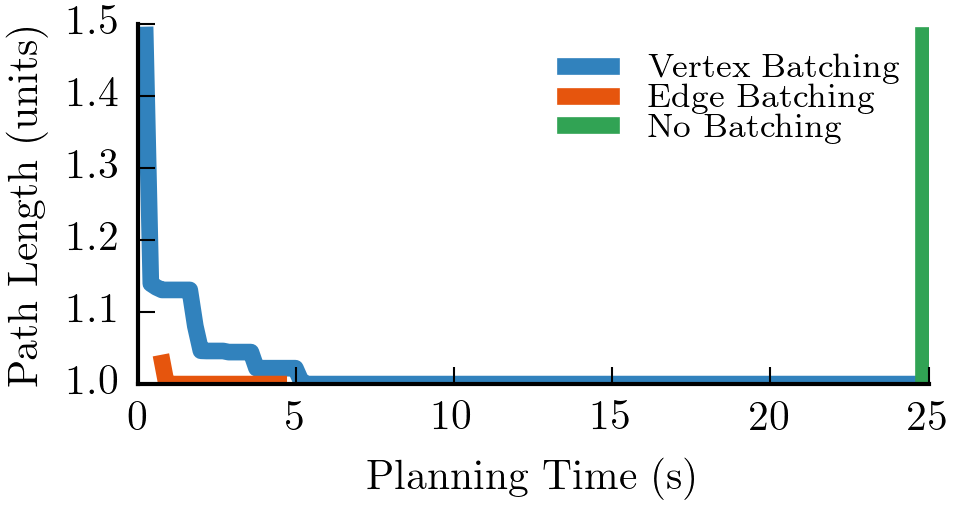 1.5
1.4
1.3
1.2
1.1
1.0
Path Length (units)
Vertex Batching
Edge Batching
No Batching
0 5 10 15 20 25
Planning Time (s)